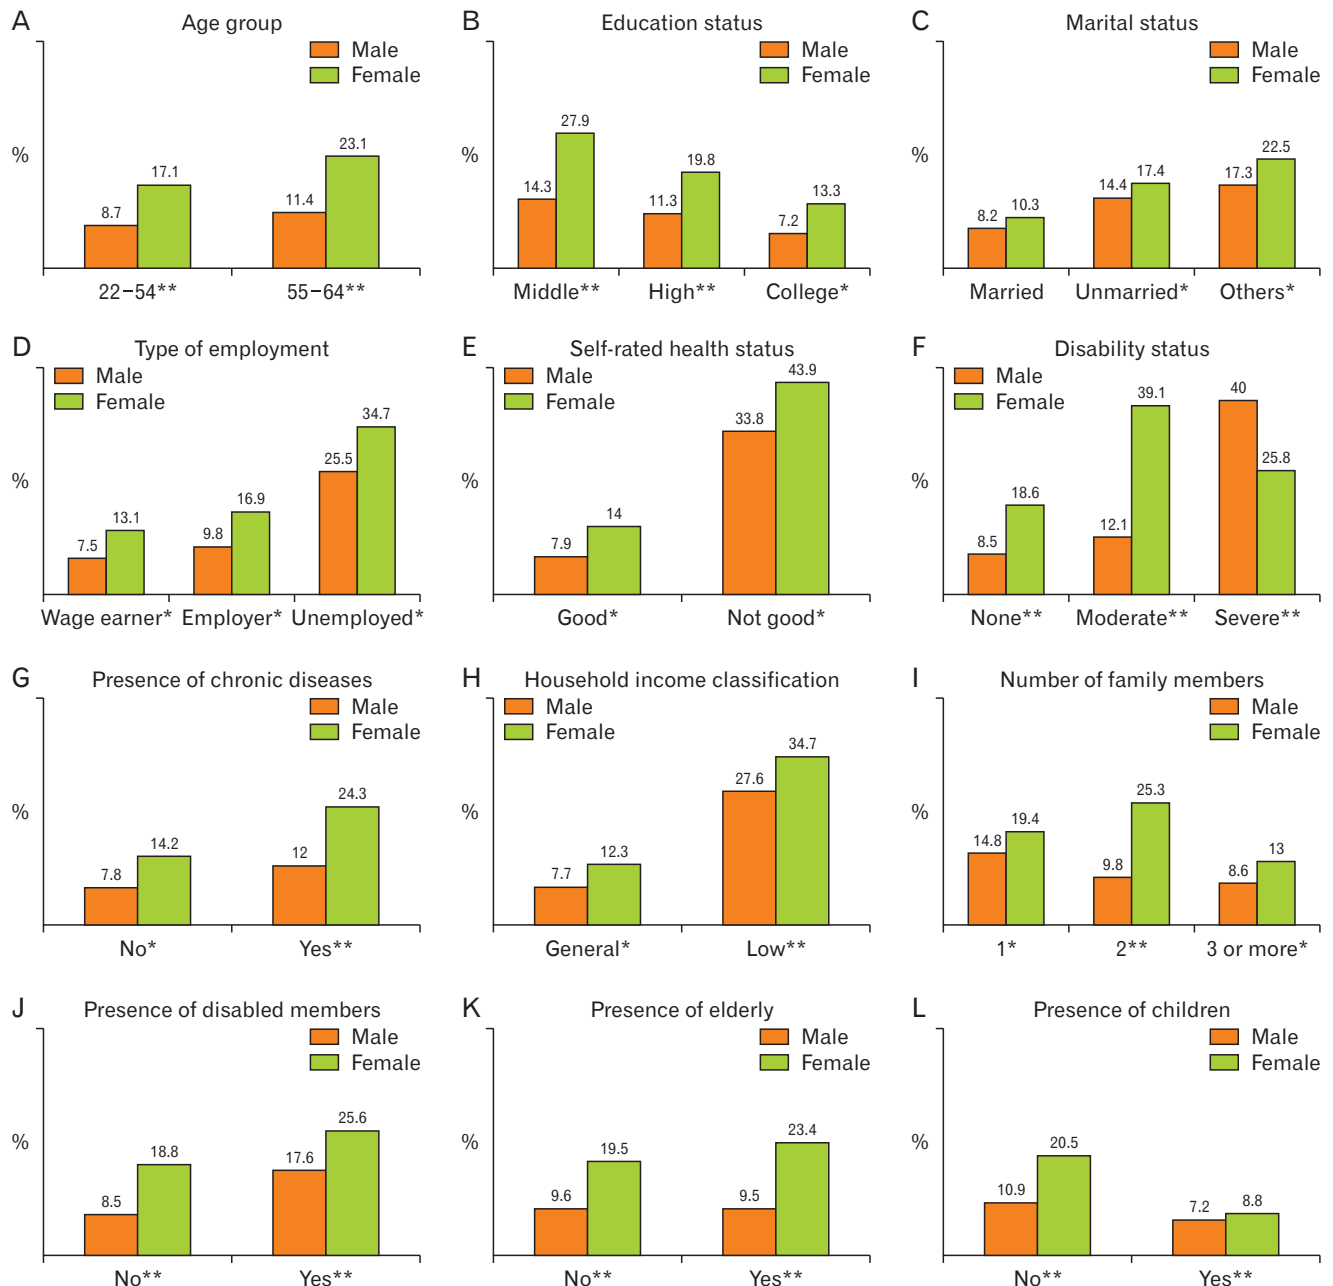 A Age group
Male
Female
%
8.7 17.1 11.4 23.1
22–54** 55–64**
B Education status
Male
Female
%
14.3 27.9 11.3 19.8 7.2 13.3
Middle** High** College*
C Marital status
Male
Female
%
8.2 10.3 14.4 17.4 17.3 22.5
Married Unmarried* Others*
D Type of employment
Male
Female
%
7.5 13.1 9.8 16.9 25.5 34.7
Wage earner* Employer* Unemployed*
E Self-rated health status
Male
Female
%
7.9 14 33.8 43.9
Good* Not good*
F Disability status
Male
Female
%
8.5 18.6 12.1 39.1 40 25.8
None** Moderate** Severe**
G Presence of chronic diseases
Male
Female
%
7.8 14.2 12 24.3
No* Yes**
H Household income classification
Male
Female
%
7.7 12.3 27.6 34.7
General* Low**
I Number of family members
Male
Female
%
14.8 19.4 9.8 25.3 8.6 13
1* 2** 3 or more*
J Presence of disabled members
Male
Female
%
8.5 18.8 17.6 25.6
No** Yes**
K Presence of elderly
Male
Female
%
9.6 19.5 9.5 23.4
No** Yes**
L Presence of children
Male
Female
%
10.9 20.5 7.2 8.8
No** Yes**